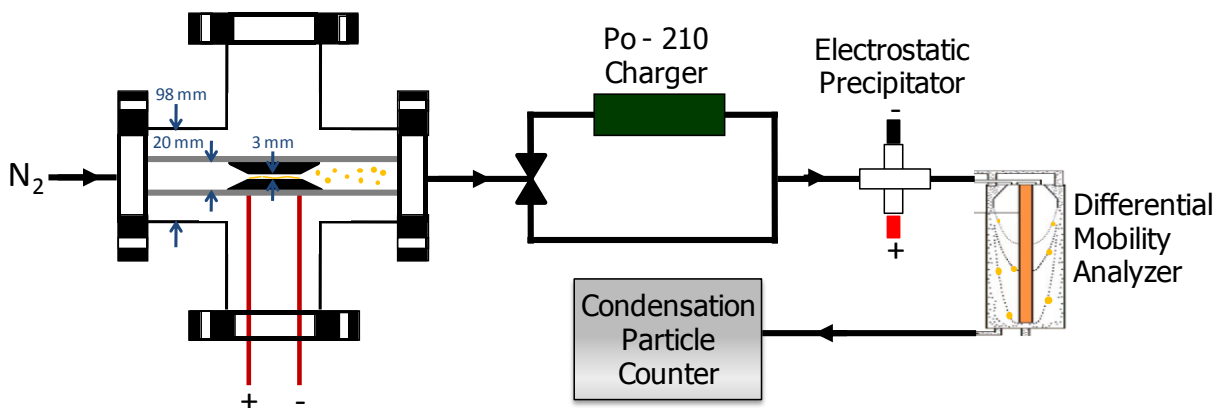 98 mm
20 mm
3 mm
N2
+ -
Po - 210
Charger
Electrostatic
Precipitator
-
+
Differential
Mobility
Analyzer
Condensation
Particle
Counter